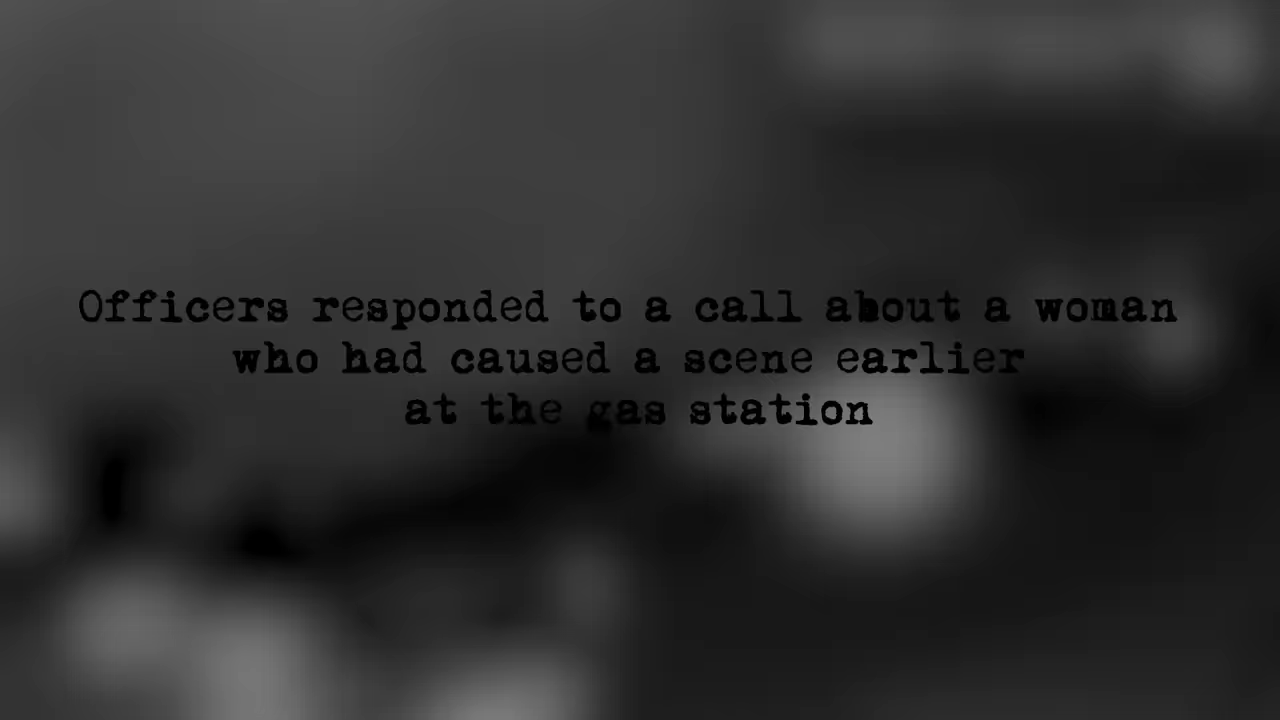 Officers responded to a call about a woman
who had caused a scene earlier
at the gas station